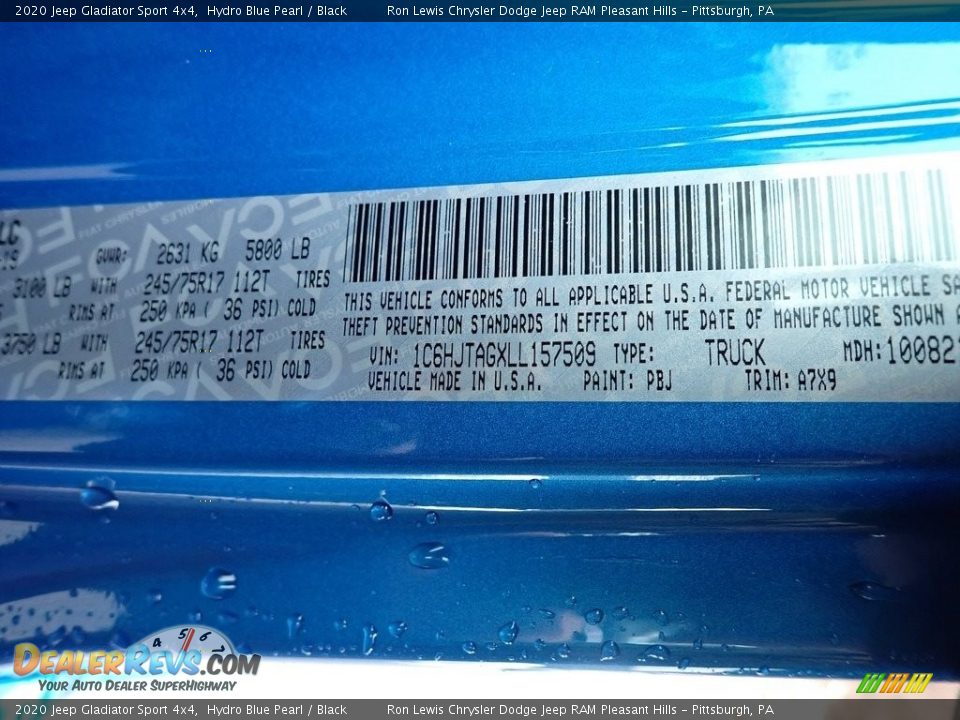 2020 Jeep Gladiator Sport 4x4, Hydro Blue Pearl / Black Ron Lewis Chrysler Dodge Jeep RAM Pleasant Hills - Pittsburgh, PA
GVWR: 2631 KG 5800 LB
3100 LB WITH 245/75R17 112T TIRES
RIMS AT 250 KPA ( 36 PSI) COLD
3750 LB WITH 245/75R17 112T TIRES
RIMS AT 250 KPA ( 36 PSI) COLD
THIS VEHICLE CONFORMS TO ALL APPLICABLE U.S.A. FEDERAL MOTOR VEHICLE SA
THEFT PREVENTION STANDARDS IN EFFECT ON THE DATE OF MANUFACTURE SHOWN A
VIN: 1C6HJTAGXLL157509 TYPE: TRUCK MDH: 100821
VEHICLE MADE IN U.S.A. PAINT: PBJ TRIM: A7X9
4 5 6
DEALERREVS.COM
YOUR AUTO DEALER SUPERHIGHWAY
2020 Jeep Gladiator Sport 4x4, Hydro Blue Pearl / Black Ron Lewis Chrysler Dodge Jeep RAM Pleasant Hills - Pittsburgh, PA